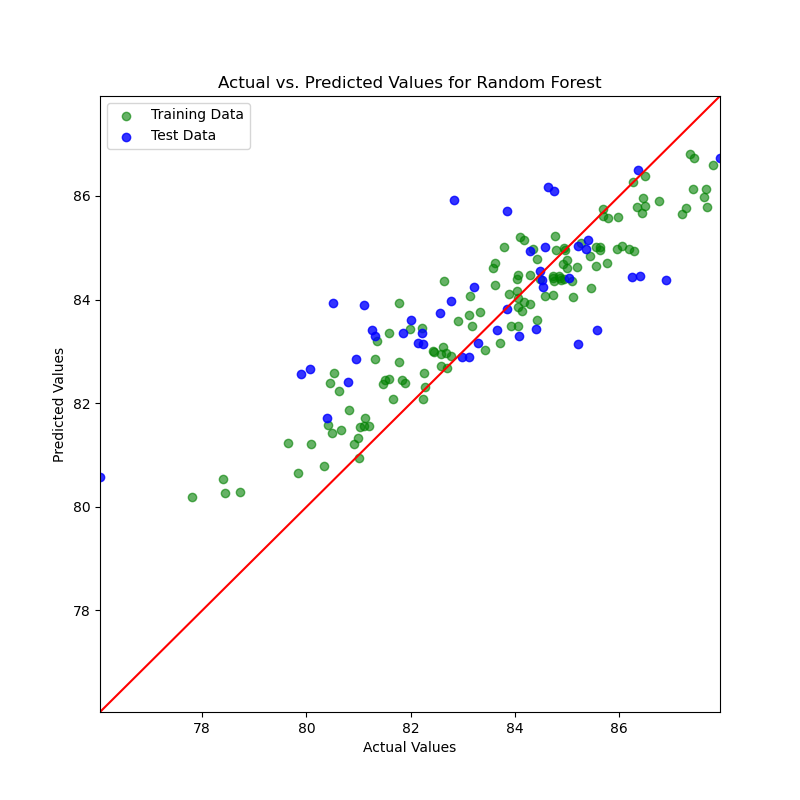 Actual vs. Predicted Values for Random Forest
Training Data
Test Data
86
84
82
80
78
Predicted Values
78 80 82 84 86
Actual Values